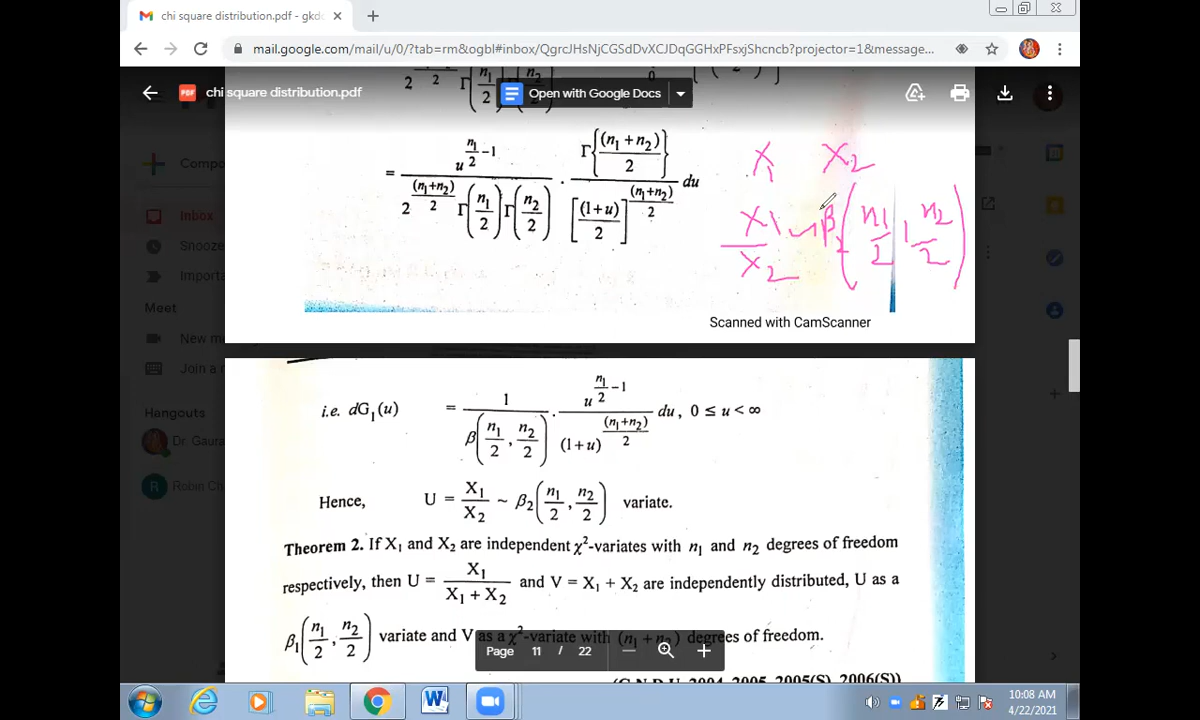 chi square distribution.pdf - gkdu
mail.google.com/mail/u/0/?tab=rm&ogbl#inbox/QgrcJHsNjCGSdDvXCJDqGGHxPFsxjShcncb?projector=1&message...
chi square distribution.pdf
Open with Google Docs
Compo
Inbox
Snooze
Importa
Meet
New mee
Join a m
Hangouts
Dr. Gaura
Robin Ch
= u^(n₁/2 −1) / 2^((n₁+n₂)/2) Γ(n₁/2) Γ(n₂/2) · Γ{(n₁+n₂)/2} / [(1+u)/2]^((n₁+n₂)/2) du
X₁ X₂
X₁/X₂ ~ β₂(n₁/2, n₂/2)
Scanned with CamScanner
i.e. dG₁(u) = 1/β(n₁/2, n₂/2) · u^(n₁/2 −1) / (1+u)^((n₁+n₂)/2) du, 0 ≤ u < ∞
Hence, U = X₁/X₂ ~ β₂(n₁/2, n₂/2) variate.
Theorem 2. If X₁ and X₂ are independent χ²-variates with n₁ and n₂ degrees of freedom
respectively, then U = X₁/(X₁ + X₂) and V = X₁ + X₂ are independently distributed, U as a
β₁(n₁/2, n₂/2) variate and V as a χ²-variate with (n₁ + n₂) degrees of freedom.
Page 11 / 22
(G.N.D.U. 2004, 2005, 2005(S), 2006(S))
10:08 AM
4/22/2021